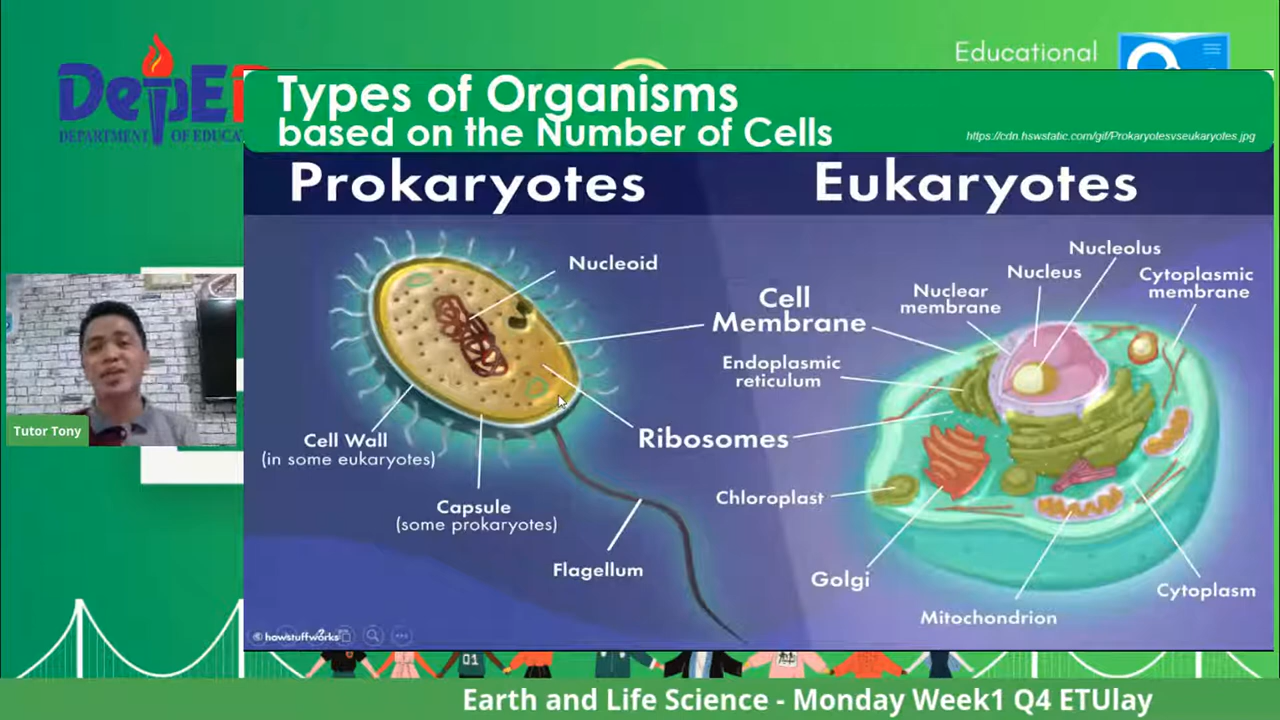 Educational
DepE
DEPARTMENT OF EDUCA
Types of Organisms
based on the Number of Cells
https://cdn.hswstatic.com/gif/Prokaryotesvseukaryotes.jpg
Prokaryotes
Eukaryotes
Nucleoid
Cell Wall
(in some eukaryotes)
Capsule
(some prokaryotes)
Flagellum
Cell
Membrane
Endoplasmic
reticulum
Ribosomes
Chloroplast
Golgi
Mitochondrion
Nuclear
membrane
Nucleus
Nucleolus
Cytoplasmic
membrane
Cytoplasm
howstuffworks
Tutor Tony
01
Earth and Life Science - Monday Week1 Q4 ETUlay